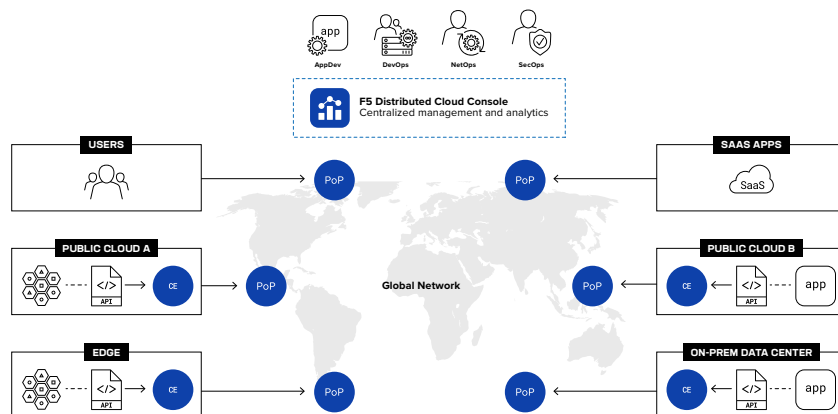 app
AppDev
DevOps
NetOps
SecOps
F5 Distributed Cloud Console
Centralized management and analytics
USERS
PoP
PoP
SAAS APPS
SaaS
PUBLIC CLOUD A
</>
API
CE
PoP
Global Network
PoP
PUBLIC CLOUD B
CE
</>
API
app
EDGE
</>
API
CE
PoP
PoP
ON-PREM DATA CENTER
CE
</>
API
app